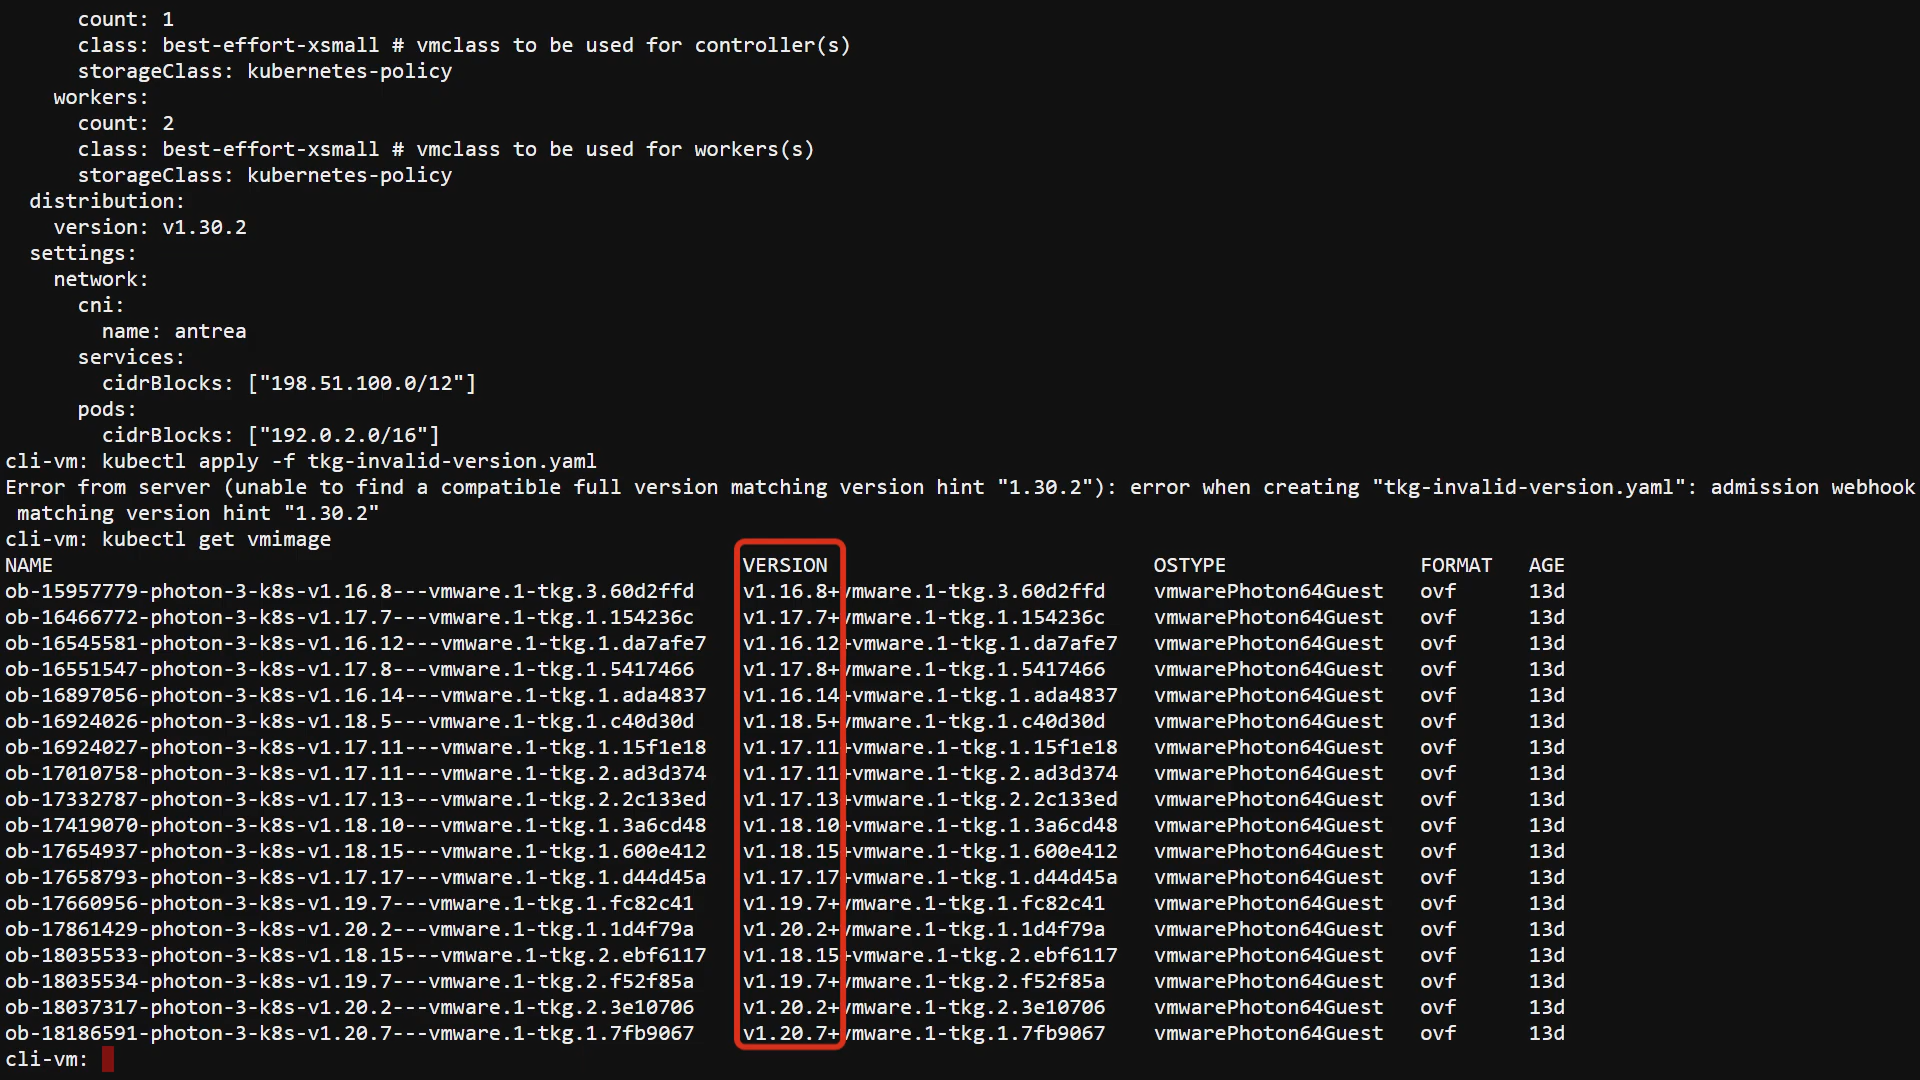 count: 1
class: best-effort-xsmall # vmclass to be used for controller(s)
storageClass: kubernetes-policy
workers:
count: 2
class: best-effort-xsmall # vmclass to be used for workers(s)
storageClass: kubernetes-policy
distribution:
version: v1.30.2
settings:
network:
cni:
name: antrea
services:
cidrBlocks: ["198.51.100.0/12"]
pods:
cidrBlocks: ["192.0.2.0/16"]
cli-vm: kubectl apply -f tkg-invalid-version.yaml
Error from server (unable to find a compatible full version matching version hint "1.30.2"): error when creating "tkg-invalid-version.yaml": admission webhook
matching version hint "1.30.2"
cli-vm: kubectl get vmimage
NAME VERSION OSTYPE FORMAT AGE
ob-15957779-photon-3-k8s-v1.16.8---vmware.1-tkg.3.60d2ffd v1.16.8+vmware.1-tkg.3.60d2ffd vmwarePhoton64Guest ovf 13d
ob-16466772-photon-3-k8s-v1.17.7---vmware.1-tkg.1.154236c v1.17.7+vmware.1-tkg.1.154236c vmwarePhoton64Guest ovf 13d
ob-16545581-photon-3-k8s-v1.16.12---vmware.1-tkg.1.da7afe7 v1.16.12+vmware.1-tkg.1.da7afe7 vmwarePhoton64Guest ovf 13d
ob-16551547-photon-3-k8s-v1.17.8---vmware.1-tkg.1.5417466 v1.17.8+vmware.1-tkg.1.5417466 vmwarePhoton64Guest ovf 13d
ob-16897056-photon-3-k8s-v1.16.14---vmware.1-tkg.1.ada4837 v1.16.14+vmware.1-tkg.1.ada4837 vmwarePhoton64Guest ovf 13d
ob-16924026-photon-3-k8s-v1.18.5---vmware.1-tkg.1.c40d30d v1.18.5+vmware.1-tkg.1.c40d30d vmwarePhoton64Guest ovf 13d
ob-16924027-photon-3-k8s-v1.17.11---vmware.1-tkg.1.15f1e18 v1.17.11+vmware.1-tkg.1.15f1e18 vmwarePhoton64Guest ovf 13d
ob-17010758-photon-3-k8s-v1.17.11---vmware.1-tkg.2.ad3d374 v1.17.11+vmware.1-tkg.2.ad3d374 vmwarePhoton64Guest ovf 13d
ob-17332787-photon-3-k8s-v1.17.13---vmware.1-tkg.2.2c133ed v1.17.13+vmware.1-tkg.2.2c133ed vmwarePhoton64Guest ovf 13d
ob-17419070-photon-3-k8s-v1.18.10---vmware.1-tkg.1.3a6cd48 v1.18.10+vmware.1-tkg.1.3a6cd48 vmwarePhoton64Guest ovf 13d
ob-17654937-photon-3-k8s-v1.18.15---vmware.1-tkg.1.600e412 v1.18.15+vmware.1-tkg.1.600e412 vmwarePhoton64Guest ovf 13d
ob-17658793-photon-3-k8s-v1.17.17---vmware.1-tkg.1.d44d45a v1.17.17+vmware.1-tkg.1.d44d45a vmwarePhoton64Guest ovf 13d
ob-17660956-photon-3-k8s-v1.19.7---vmware.1-tkg.1.fc82c41 v1.19.7+vmware.1-tkg.1.fc82c41 vmwarePhoton64Guest ovf 13d
ob-17861429-photon-3-k8s-v1.20.2---vmware.1-tkg.1.1d4f79a v1.20.2+vmware.1-tkg.1.1d4f79a vmwarePhoton64Guest ovf 13d
ob-18035533-photon-3-k8s-v1.18.15---vmware.1-tkg.2.ebf6117 v1.18.15+vmware.1-tkg.2.ebf6117 vmwarePhoton64Guest ovf 13d
ob-18035534-photon-3-k8s-v1.19.7---vmware.1-tkg.2.f52f85a v1.19.7+vmware.1-tkg.2.f52f85a vmwarePhoton64Guest ovf 13d
ob-18037317-photon-3-k8s-v1.20.2---vmware.1-tkg.2.3e10706 v1.20.2+vmware.1-tkg.2.3e10706 vmwarePhoton64Guest ovf 13d
ob-18186591-photon-3-k8s-v1.20.7---vmware.1-tkg.1.7fb9067 v1.20.7+vmware.1-tkg.1.7fb9067 vmwarePhoton64Guest ovf 13d
cli-vm: